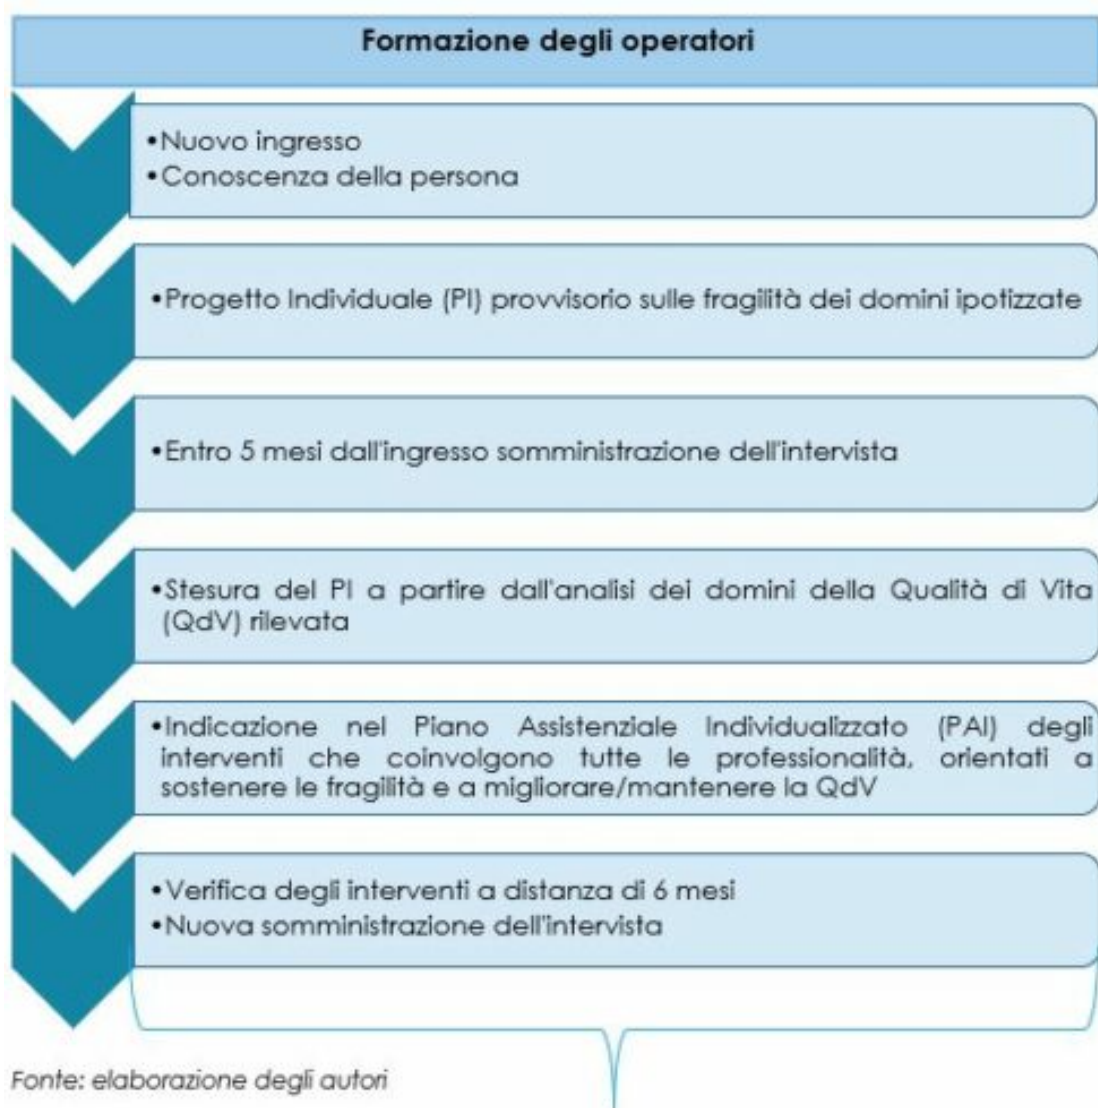 Formazione degli operatori
•Nuovo ingresso
•Conoscenza della persona
•Progetto Individuale (PI) provvisorio sulle fragilità dei domini ipotizzate
•Entro 5 mesi dall'ingresso somministrazione dell'intervista
•Stesura del PI a partire dall'analisi dei domini della Qualità di Vita
(QdV) rilevata
•Indicazione nel Piano Assistenziale Individualizzato (PAI) degli
interventi che coinvolgono tutte le professionalità, orientati a
sostenere le fragilità e a migliorare/mantenere la QdV
•Verifica degli interventi a distanza di 6 mesi
•Nuova somministrazione dell'intervista
Fonte: elaborazione degli autori